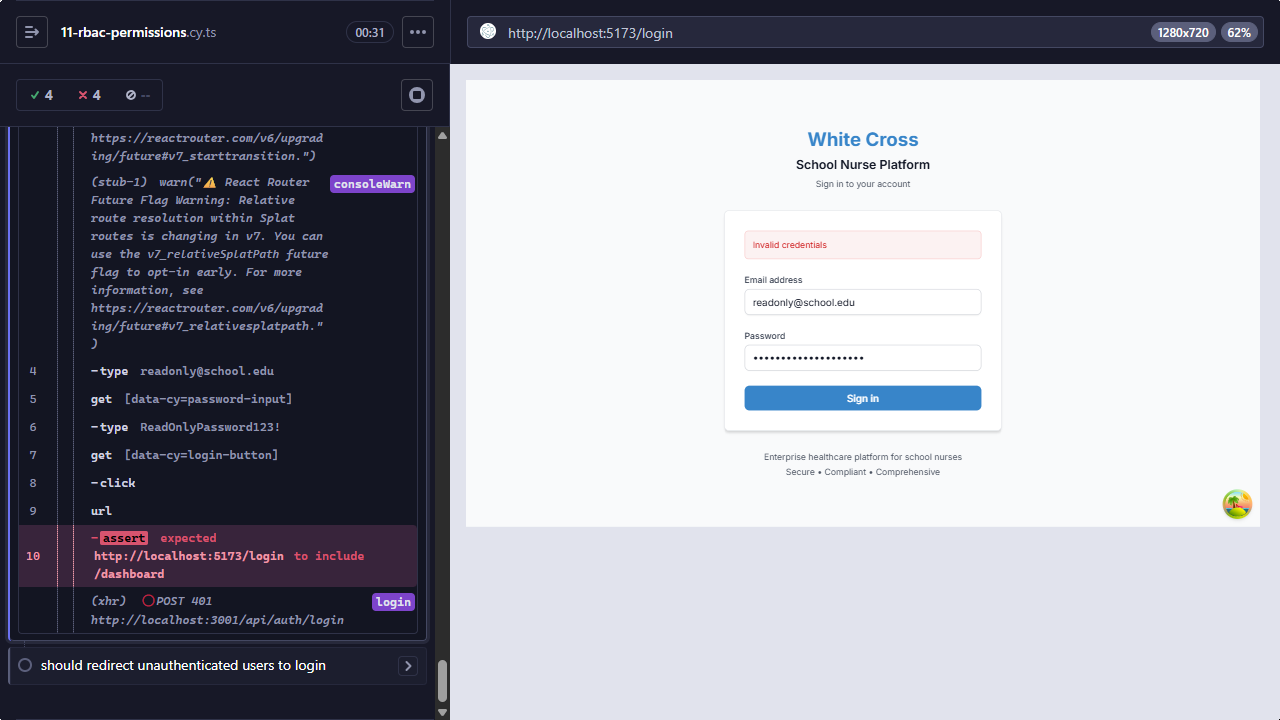 11-rbac-permissions.cy.ts
00:31
http://localhost:5173/login
1280x720
62%
4
4
--
https://reactrouter.com/v6/upgrad
ing/future#v7_starttransition.")
(stub-1) warn("⚠️ React Router
consoleWarn
Future Flag Warning: Relative
route resolution within Splat
routes is changing in v7. You can
use the v7_relativeSplatPath future
flag to opt-in early. For more
information, see
https://reactrouter.com/v6/upgrad
ing/future#v7_relativesplatpath."
)
4 -type readonly@school.edu
5 get [data-cy=password-input]
6 -type ReadOnlyPassword123!
7 get [data-cy=login-button]
8 -click
9 url
-assert expected
10 http://localhost:5173/login to include
/dashboard
(xhr) POST 401
login
http://localhost:3001/api/auth/login
should redirect unauthenticated users to login
White Cross
School Nurse Platform
Sign in to your account
Invalid credentials
Email address
readonly@school.edu
Password
••••••••••••••••••••
Sign in
Enterprise healthcare platform for school nurses
Secure • Compliant • Comprehensive